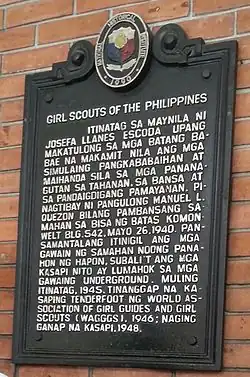 1990
GIRL SCOUTS OF THE PHILIPPINES
ITINATAG SA MAYNILA NI
JOSEFA LLANES ESCODA UPANG
MAKATULONG SA MGA BATANG BA-
BAE NA MAKAMIT NILA ANG MGA
SIMULAING PANGKABABAIHAN AT
MAIHANDA SILA SA MGA PANANA-
GUTAN SA TAHANAN, SA BANSA AT
SA PANDAIGDIGANG PAMAYANAN. PI-
NAGTIBAY NI PANGULONG MANUEL L.
QUEZON BILANG PAMBANSANG SA-
MAHAN SA BISA NG BATAS KOMON-
WELT BLG. 542, MAYO 26, 1940. PAN-
SAMANTALANG ITINIGIL ANG MGA
GAWAIN NG SAMAHAN NOONG PANA-
HON NG HAPON, SUBALI'T ANG MGA
KASAPI NITO AY LUMAHOK SA MGA
GAWAING UNDERGROUND. MULING
ITINATAG, 1945. TINANGGAP NA KA-
SAPING TENDERFOOT NG WORLD AS-
SOCIATION OF GIRL GUIDES AND GIRL
SCOUTS (WAGGGS), 1946; NAGING
GANAP NA KASAPI, 1948.